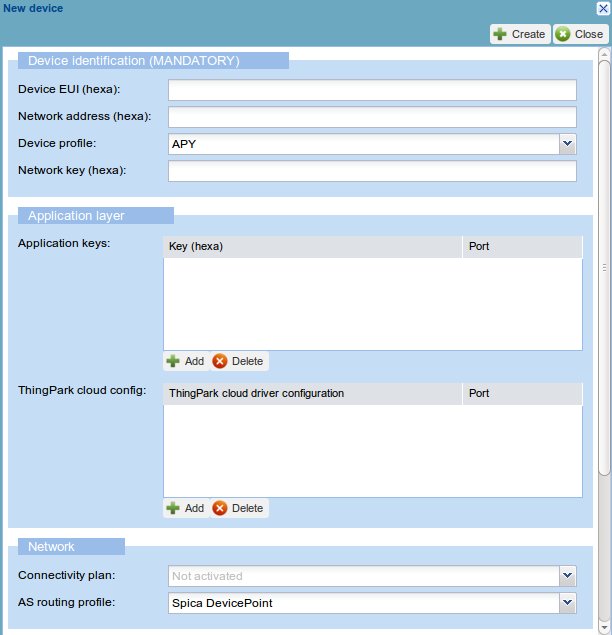 New device
Create Close
Device identification (MANDATORY)
Device EUI (hexa):
Network address (hexa):
Device profile: APY
Network key (hexa):
Application layer
Application keys: Key (hexa) Port
Add Delete
ThingPark cloud config: ThingPark cloud driver configuration Port
Add Delete
Network
Connectivity plan: Not activated
AS routing profile: Spica DevicePoint